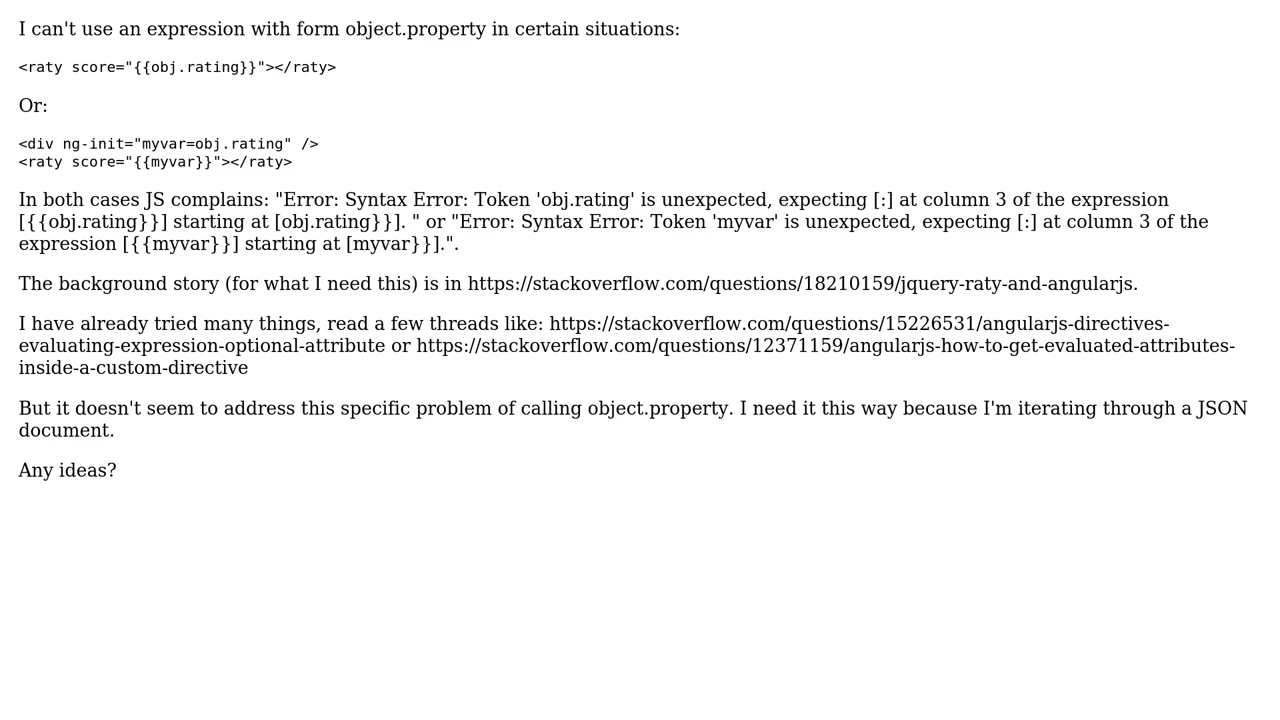 I can't use an expression with form object.property in certain situations:
<raty score="{{obj.rating}}"></raty>
Or:
<div ng-init="myvar=obj.rating" />
<raty score="{{myvar}}"></raty>
In both cases JS complains: "Error: Syntax Error: Token 'obj.rating' is unexpected, expecting [:] at column 3 of the expression
[{{obj.rating}}] starting at [obj.rating}}]. " or "Error: Syntax Error: Token 'myvar' is unexpected, expecting [:] at column 3 of the
expression [{{myvar}}] starting at [myvar}}].".
The background story (for what I need this) is in https://stackoverflow.com/questions/18210159/jquery-raty-and-angularjs.
I have already tried many things, read a few threads like: https://stackoverflow.com/questions/15226531/angularjs-directives-
evaluating-expression-optional-attribute or https://stackoverflow.com/questions/12371159/angularjs-how-to-get-evaluated-attributes-
inside-a-custom-directive
But it doesn't seem to address this specific problem of calling object.property. I need it this way because I'm iterating through a JSON
document.
Any ideas?